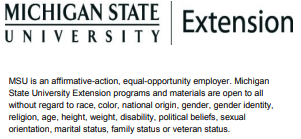 MICHIGAN STATE
UNIVERSITY
Extension
MSU is an affirmative-action, equal-opportunity employer. Michigan
State University Extension programs and materials are open to all
without regard to race, color, national origin, gender, gender identity,
religion, age, height, weight, disability, political beliefs, sexual
orientation, marital status, family status or veteran status.